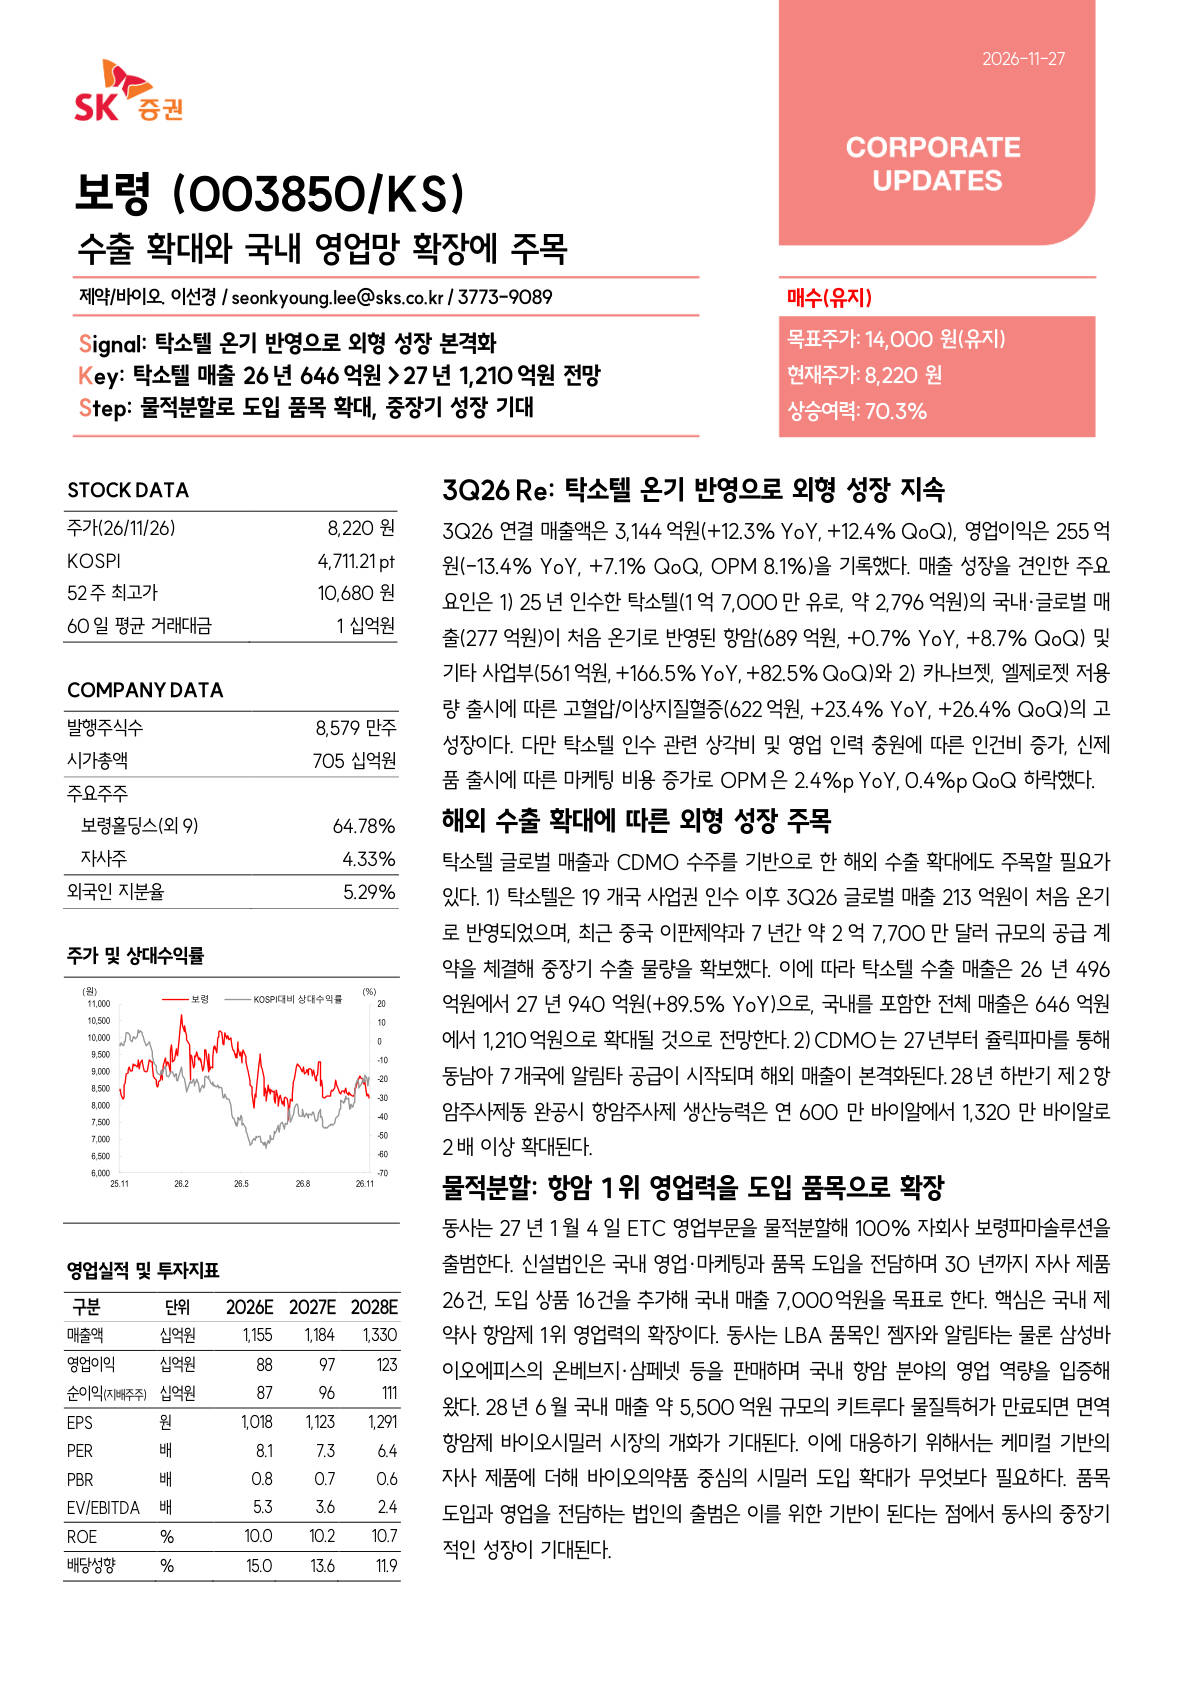 2026-11-27
SK 증권
CORPORATE
UPDATES
보령 (003850/KS)
수출 확대와 국내 영업망 확장에 주목
제약/바이오. 이선경 / seonkyoung.lee@sks.co.kr / 3773-9089
Signal: 탁소텔 온기 반영으로 외형 성장 본격화
Key: 탁소텔 매출 26년 646억원 > 27년 1,210억원 전망
Step: 물적분할로 도입 품목 확대, 중장기 성장 기대
매수(유지)
목표주가: 14,000 원(유지)
현재주가: 8,220 원
상승여력: 70.3%
STOCK DATA
주가(26/11/26) 8,220 원
KOSPI 4,711.21 pt
52주 최고가 10,680 원
60일 평균 거래대금 1 십억원
COMPANY DATA
발행주식수 8,579 만주
시가총액 705 십억원
주요주주
보령홀딩스(외 9) 64.78%
자사주 4.33%
외국인 지분율 5.29%
주가 및 상대수익률
(원) 보령 KOSPI대비 상대수익률 (%)
11,000 20
10,500 10
10,000 0
9,500 -10
9,000
8,500 -20
8,000 -30
7,500 -40
7,000 -50
6,500 -60
6,000 -70
25.11 26.2 26.5 26.8 26.11
영업실적 및 투자지표
구분 단위 2026E 2027E 2028E
매출액 십억원 1,155 1,184 1,330
영업이익 십억원 88 97 123
순이익(지배주주) 십억원 87 96 111
EPS 원 1,018 1,123 1,291
PER 배 8.1 7.3 6.4
PBR 배 0.8 0.7 0.6
EV/EBITDA 배 5.3 3.6 2.4
ROE % 10.0 10.2 10.7
배당성향 % 15.0 13.6 11.9
3Q26 Re: 탁소텔 온기 반영으로 외형 성장 지속
3Q26 연결 매출액은 3,144억원(+12.3% YoY, +12.4% QoQ), 영업이익은 255억
원(-13.4% YoY, +7.1% QoQ, OPM 8.1%)을 기록했다. 매출 성장을 견인한 주요
요인은 1) 25년 인수한 탁소텔(1억 7,000만 유로, 약 2,796억원)의 국내·글로벌 매
출(277억원)이 처음 온기로 반영된 항암(689억원, +0.7% YoY, +8.7% QoQ) 및
기타 사업부(561억원, +166.5% YoY, +82.5% QoQ)와 2) 카나브젯, 엘제로젯 저용
량 출시에 따른 고혈압/이상지질혈증(622억원, +23.4% YoY, +26.4% QoQ)의 고
성장이다. 다만 탁소텔 인수 관련 상각비 및 영업 인력 충원에 따른 인건비 증가, 신제
품 출시에 따른 마케팅 비용 증가로 OPM은 2.4%p YoY, 0.4%p QoQ 하락했다.
해외 수출 확대에 따른 외형 성장 주목
탁소텔 글로벌 매출과 CDMO 수주를 기반으로 한 해외 수출 확대에도 주목할 필요가
있다. 1) 탁소텔은 19개국 사업권 인수 이후 3Q26 글로벌 매출 213억원이 처음 온기
로 반영되었으며, 최근 중국 이판제약과 7년간 약 2억 7,700만 달러 규모의 공급 계
약을 체결해 중장기 수출 물량을 확보했다. 이에 따라 탁소텔 수출 매출은 26년 496
억원에서 27년 940억원(+89.5% YoY)으로, 국내를 포함한 전체 매출은 646억원
에서 1,210억원으로 확대될 것으로 전망한다. 2) CDMO는 27년부터 쥴릭파마를 통해
동남아 7개국에 알림타 공급이 시작되며 해외 매출이 본격화된다. 28년 하반기 제2항
암주사제동 완공시 항암주사제 생산능력은 연 600만 바이알에서 1,320만 바이알로
2배 이상 확대된다.
물적분할: 항암 1위 영업력을 도입 품목으로 확장
동사는 27년 1월 4일 ETC 영업부문을 물적분할해 100% 자회사 보령파마솔루션을
출범한다. 신설법인은 국내 영업·마케팅과 품목 도입을 전담하며 30년까지 자사 제품
26건, 도입 상품 16건을 추가해 국내 매출 7,000억원을 목표로 한다. 핵심은 국내 제
약사 항암제 1위 영업력의 확장이다. 동사는 LBA 품목인 젬자와 알림타는 물론 삼성바
이오에피스의 온베브지·삼페넷 등을 판매하며 국내 항암 분야의 영업 역량을 입증해
왔다. 28년 6월 국내 매출 약 5,500억원 규모의 키트루다 물질특허가 만료되면 면역
항암제 바이오시밀러 시장의 개화가 기대된다. 이에 대응하기 위해서는 케미컬 기반의
자사 제품에 더해 바이오의약품 중심의 시밀러 도입 확대가 무엇보다 필요하다. 품목
도입과 영업을 전담하는 법인의 출범은 이를 위한 기반이 된다는 점에서 동사의 중장기
적인 성장이 기대된다.